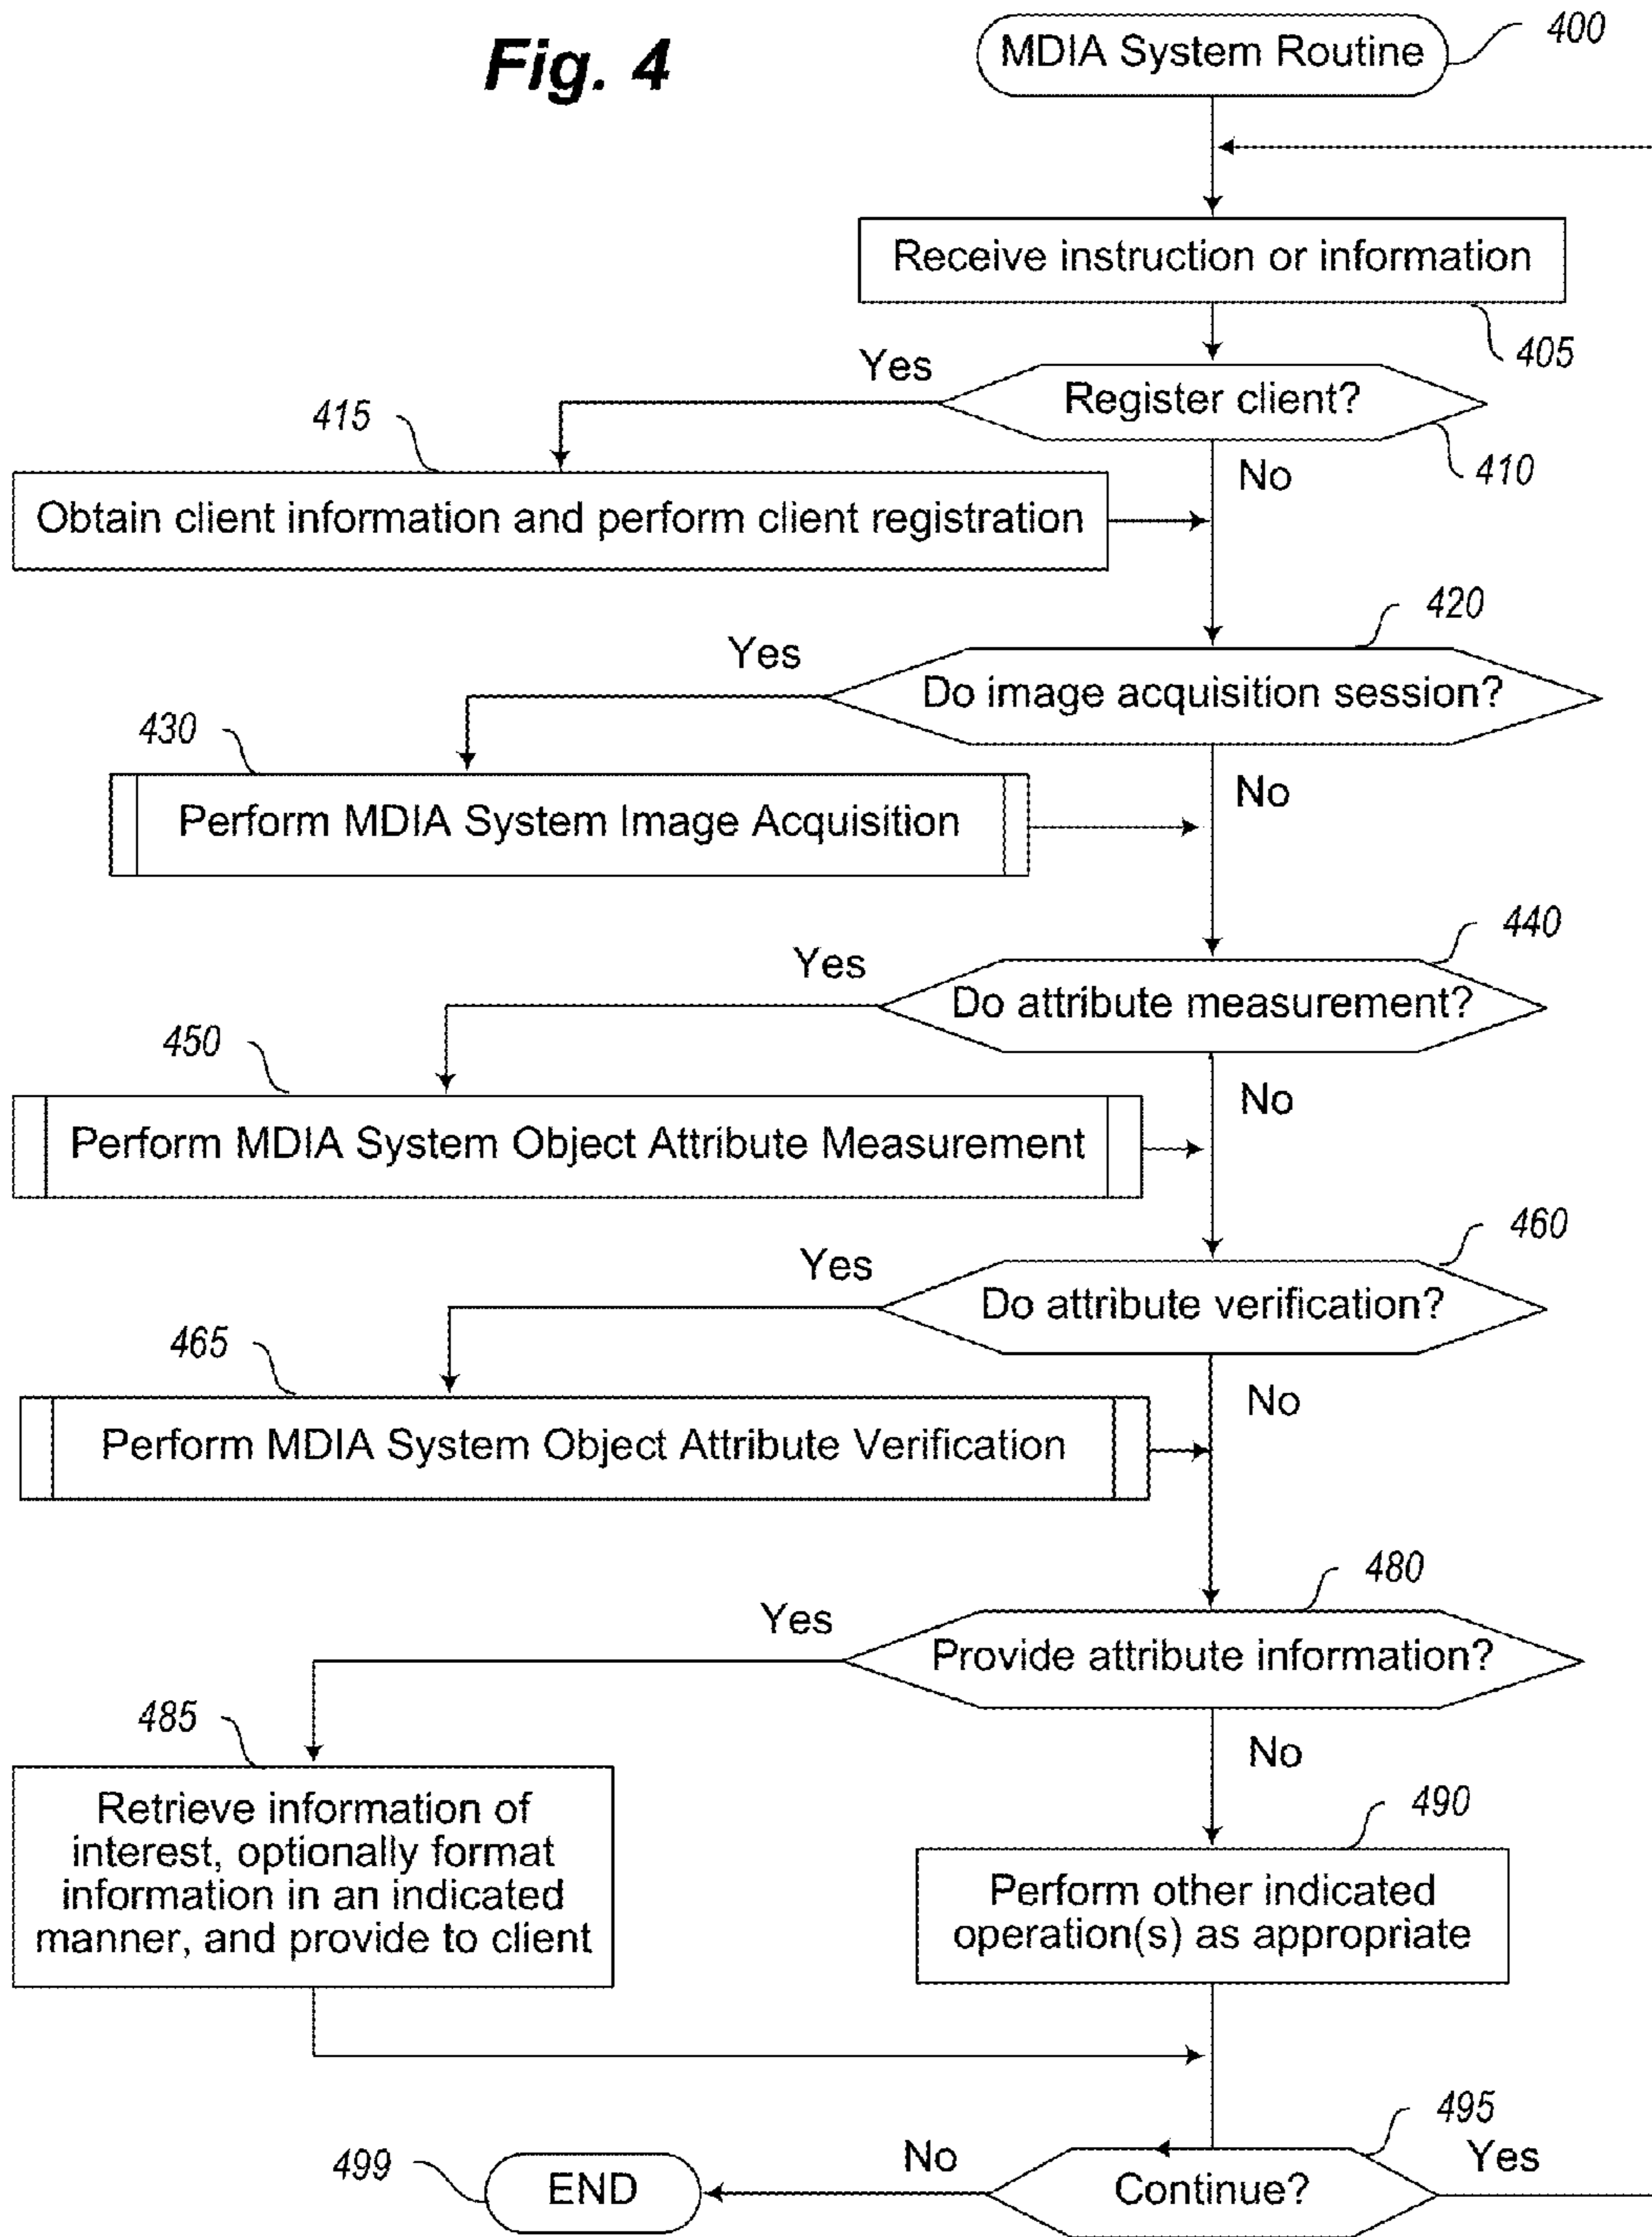 Fig. 4
MDIA System Routine
400
Receive instruction or information
405
Yes
Register client?
410
No
415
Obtain client information and perform client registration
420
Yes
Do image acquisition session?
430
No
Perform MDIA System Image Acquisition
440
Yes
Do attribute measurement?
450
No
Perform MDIA System Object Attribute Measurement
460
Yes
Do attribute verification?
465
No
Perform MDIA System Object Attribute Verification
480
Yes
Provide attribute information?
485
No
Retrieve information of
interest, optionally format
information in an indicated
manner, and provide to client
490
Perform other indicated
operation(s) as appropriate
495
499
END
No
Continue?
Yes